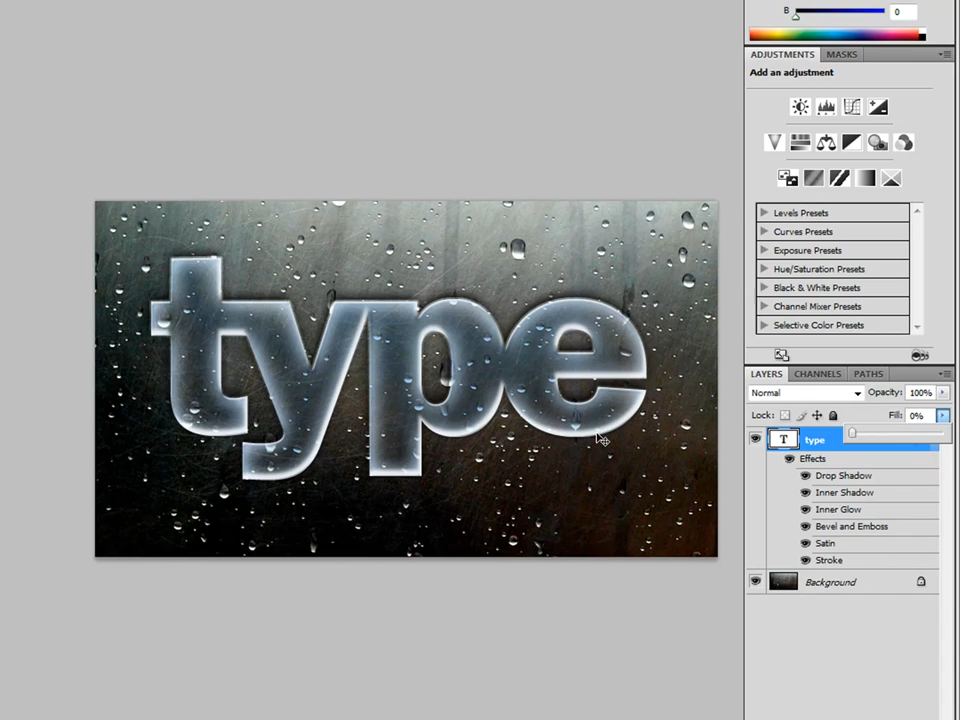 B 0
ADJUSTMENTS MASKS
Add an adjustment
Levels Presets
Curves Presets
Exposure Presets
Hue/Saturation Presets
Black & White Presets
Channel Mixer Presets
Selective Color Presets
LAYERS CHANNELS PATHS
Normal Opacity: 100%
Lock: Fill: 0%
T type
Effects
Drop Shadow
Inner Shadow
Inner Glow
Bevel and Emboss
Satin
Stroke
Background
type